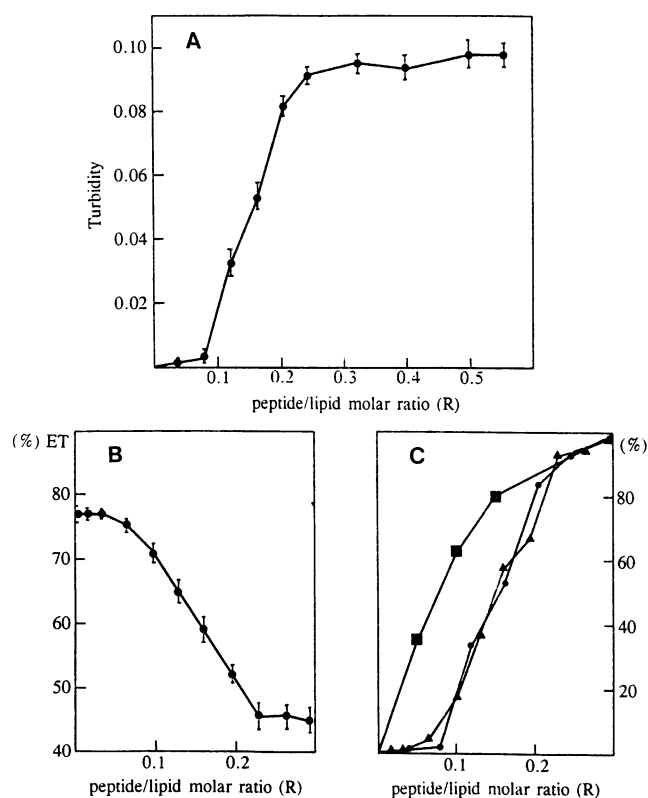 A
0.10
0.08
0.06
0.04
0.02
Turbidity
0.1 0.2 0.3 0.4 0.5
peptide/lipid molar ratio (R)
(%) ET
B
80
70
60
50
40
0.1 0.2
peptide/lipid molar ratio (R)
C
(%)
80
60
40
20
0.1 0.2
peptide/lipid molar ratio (R)